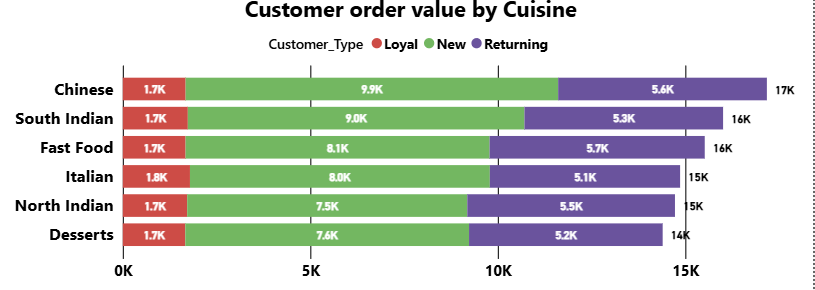 Customer order value by Cuisine
Customer_Type Loyal New Returning
Chinese 1.7K 9.9K 5.6K 17K
South Indian 1.7K 9.0K 5.3K 16K
Fast Food 1.7K 8.1K 5.7K 16K
Italian 1.8K 8.0K 5.1K 15K
North Indian 1.7K 7.5K 5.5K 15K
Desserts 1.7K 7.6K 5.2K 14K
0K 5K 10K 15K